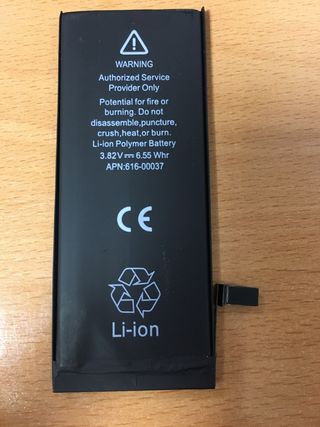 WARNING
Authorized Service
Provider Only
Potential for fire or
burning. Do not
disassemble,puncture,
crush,heat,or burn.
Li-ion Polymer Battery
3.82V⎓6.55 Whr
APN:616-00037
CE
Li-ion